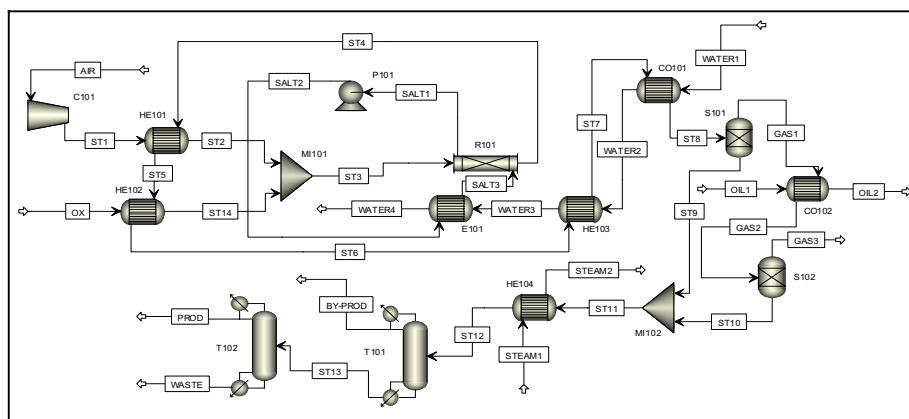 ST4
AIR
C101
SALT2
P101
SALT1
ST7
CO101
WATER1
HE101
ST1
ST2
R101
MI101
ST3
ST5
HE102
SALT3
OX
ST14
WATER4
E101
WATER3
HE103
ST6
WATER2
ST8
S101
GAS1
OIL1
OIL2
CO102
ST9
GAS2
GAS3
S102
STEAM2
HE104
BY-PROD
ST11
MI102
ST10
PROD
T102
ST12
T101
ST13
WASTE
STEAM1